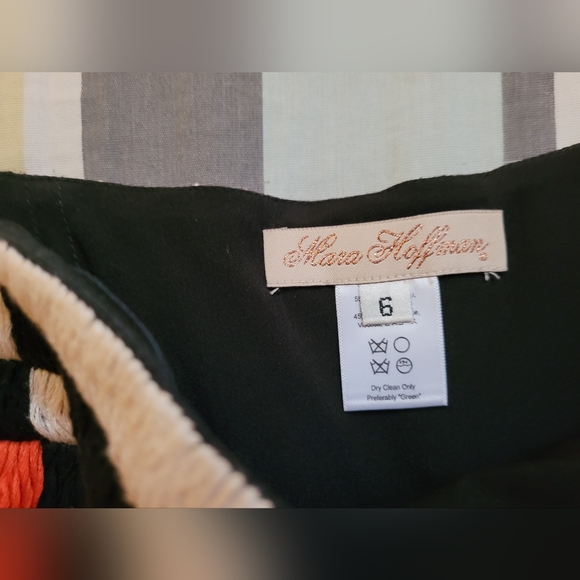 Mara Hoffman
6
Dry Clean Only
Preferably "Green"